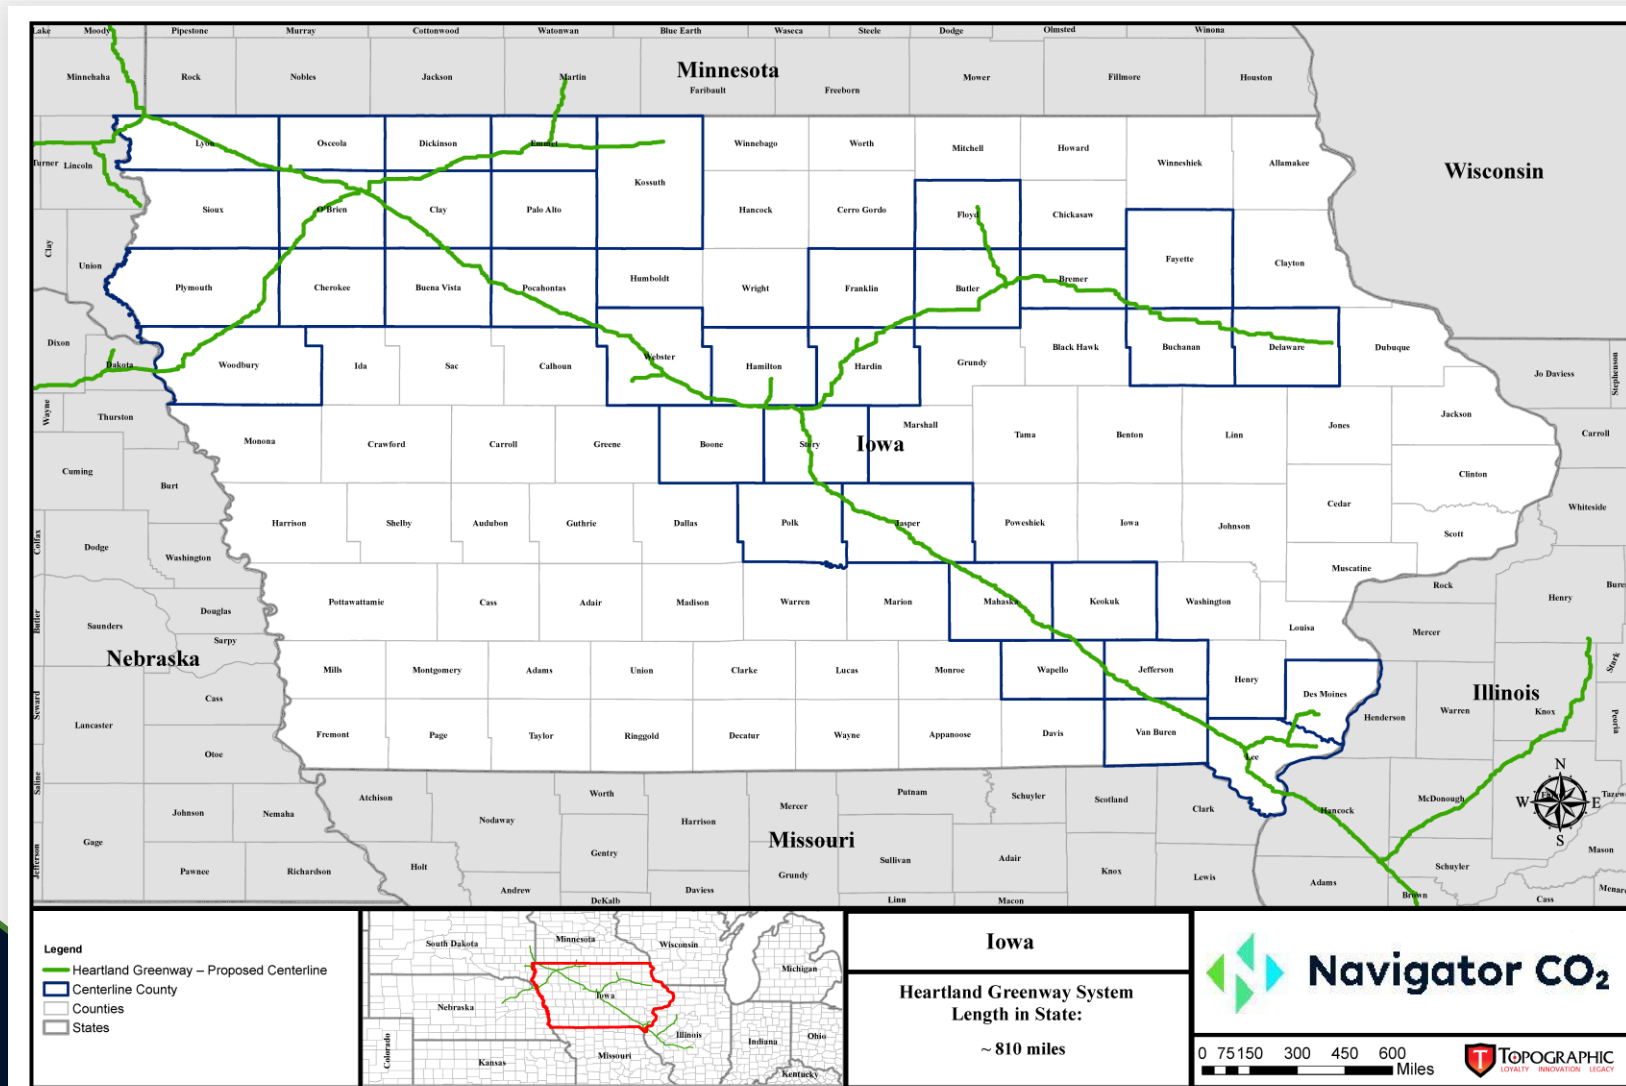 Lake
Moody
Pipestone
Murray
Cottonwood
Watonwan
Blue Earth
Waseca
Steele
Dodge
Olmsted
Winona
Minnehaha
Rock
Nobles
Jackson
Martin
Minnesota
Faribault
Freeborn
Mower
Fillmore
Houston
Turner
Lincoln
Lyon
Osceola
Dickinson
Emmet
Kossuth
Winnebago
Worth
Mitchell
Howard
Winneshiek
Allamakee
Wisconsin
Clay
Union
Sioux
O'Brien
Clay
Palo Alto
Hancock
Cerro Gordo
Floyd
Chickasaw
Fayette
Clayton
Plymouth
Cherokee
Buena Vista
Pocahontas
Humboldt
Wright
Franklin
Butler
Bremer
Dixon
Dakota
Woodbury
Ida
Sac
Calhoun
Webster
Hamilton
Hardin
Grundy
Black Hawk
Buchanan
Delaware
Dubuque
Jo Daviess
Stephenson
Wayne
Thurston
Monona
Crawford
Carroll
Greene
Boone
Story
Iowa
Marshall
Tama
Benton
Linn
Jones
Jackson
Carroll
Cuming
Burt
Clinton
Harrison
Shelby
Audubon
Guthrie
Dallas
Polk
Jasper
Poweshiek
Iowa
Johnson
Cedar
Scott
Whiteside
Colfax
Dodge
Washington
Muscatine
Rock
Henry
Bure
Butler
Saunders
Douglas
Sarpy
Pottawattamie
Cass
Adair
Madison
Warren
Marion
Mahaska
Keokuk
Washington
Louisa
Mercer
Nebraska
Mills
Montgomery
Adams
Union
Clarke
Lucas
Monroe
Wapello
Jefferson
Henry
Des Moines
Henderson
Warren
Illinois
Knox
Stark
Peoria
Seward
Cass
Lancaster
Otoe
Fremont
Page
Taylor
Ringgold
Decatur
Wayne
Appanoose
Davis
Van Buren
Lee
Saline
Johnson
Nemaha
Atchison
Nodaway
Worth
Harrison
Mercer
Putnam
Schuyler
Scotland
Clark
Hancock
McDonough
N
W
E
S
Tazew
Mason
Jefferson
Gage
Pawnee
Richardson
Holt
Andrew
Gentry
DeKalb
Daviess
Missouri
Grundy
Sullivan
Linn
Adair
Macon
Knox
Lewis
Adams
Schuyler
Brown
Cass
Menar
Legend
Heartland Greenway – Proposed Centerline
Centerline County
Counties
States
South Dakota
Minnesota
Wisconsin
Michigan
Nebraska
Iowa
Illinois
Indiana
Ohio
Colorado
Kansas
Missouri
Kentucky
Iowa
Heartland Greenway System
Length in State:
~ 810 miles
Navigator CO₂
0 75 150 300 450 600
Miles
T
TOPOGRAPHIC
LOYALTY INNOVATION LEGACY